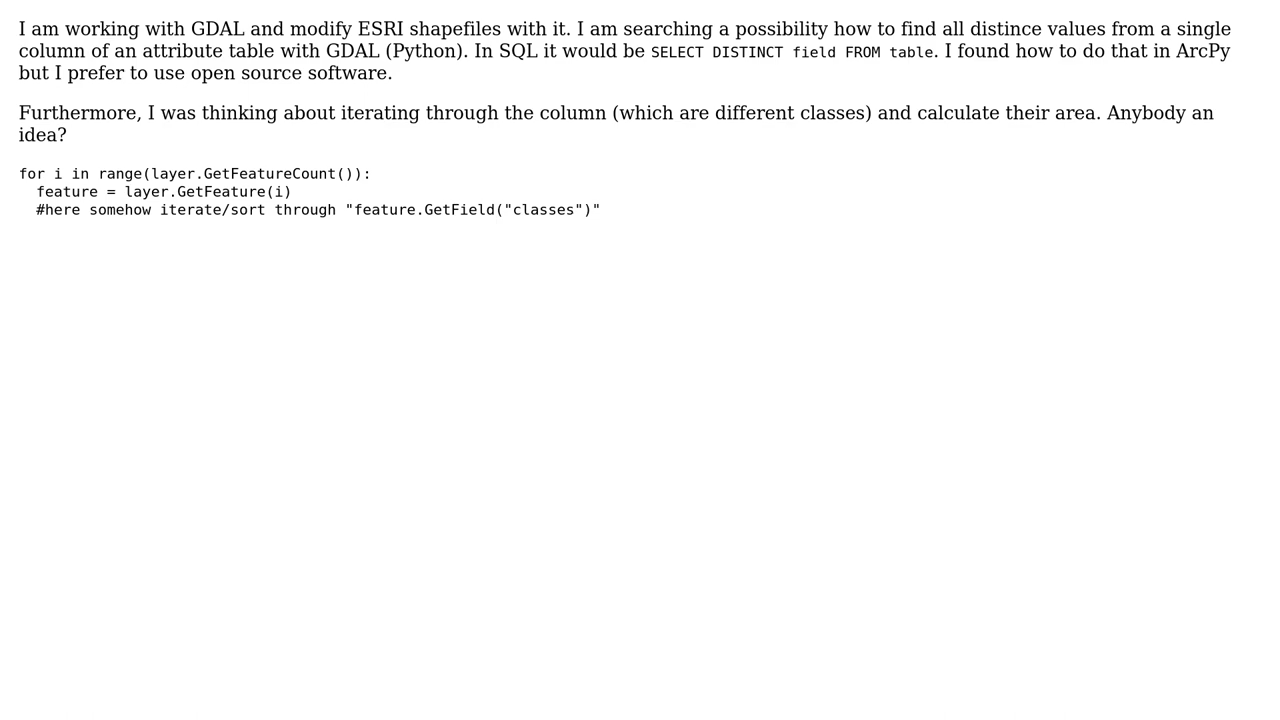 I am working with GDAL and modify ESRI shapefiles with it. I am searching a possibility how to find all distince values from a single
column of an attribute table with GDAL (Python). In SQL it would be SELECT DISTINCT field FROM table. I found how to do that in ArcPy
but I prefer to use open source software.
Furthermore, I was thinking about iterating through the column (which are different classes) and calculate their area. Anybody an
idea?
for i in range(layer.GetFeatureCount()):
  feature = layer.GetFeature(i)
  #here somehow iterate/sort through "feature.GetField("classes")"